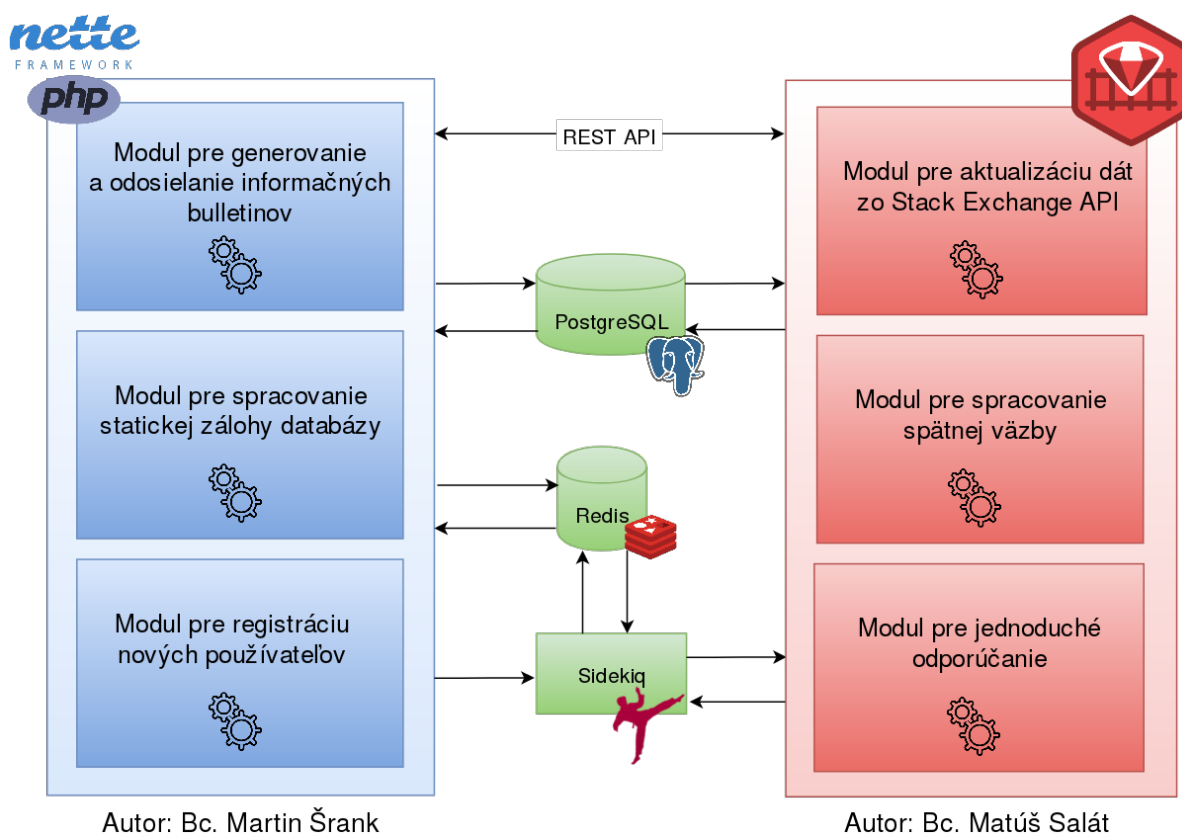 nette
FRAMEWORK
php
Modul pre generovanie
a odosielanie informačných
bulletinov
Modul pre spracovanie
statickej zálohy databázy
Modul pre registráciu
nových používateľov
Autor: Bc. Martin Šrank
REST API
PostgreSQL
Redis
Sidekiq
Modul pre aktualizáciu dát
zo Stack Exchange API
Modul pre spracovanie
spätnej väzby
Modul pre jednoduché
odporúčanie
Autor: Bc. Matúš Salát